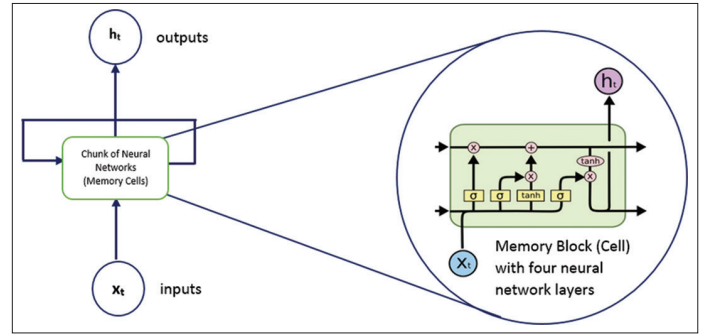 ht
outputs
Chunk of Neural
Networks
(Memory Cells)
xt
inputs
ht
x
+
tanh
x
x
σ
σ
tanh
σ
Xt
Memory Block (Cell)
with four neural
network layers